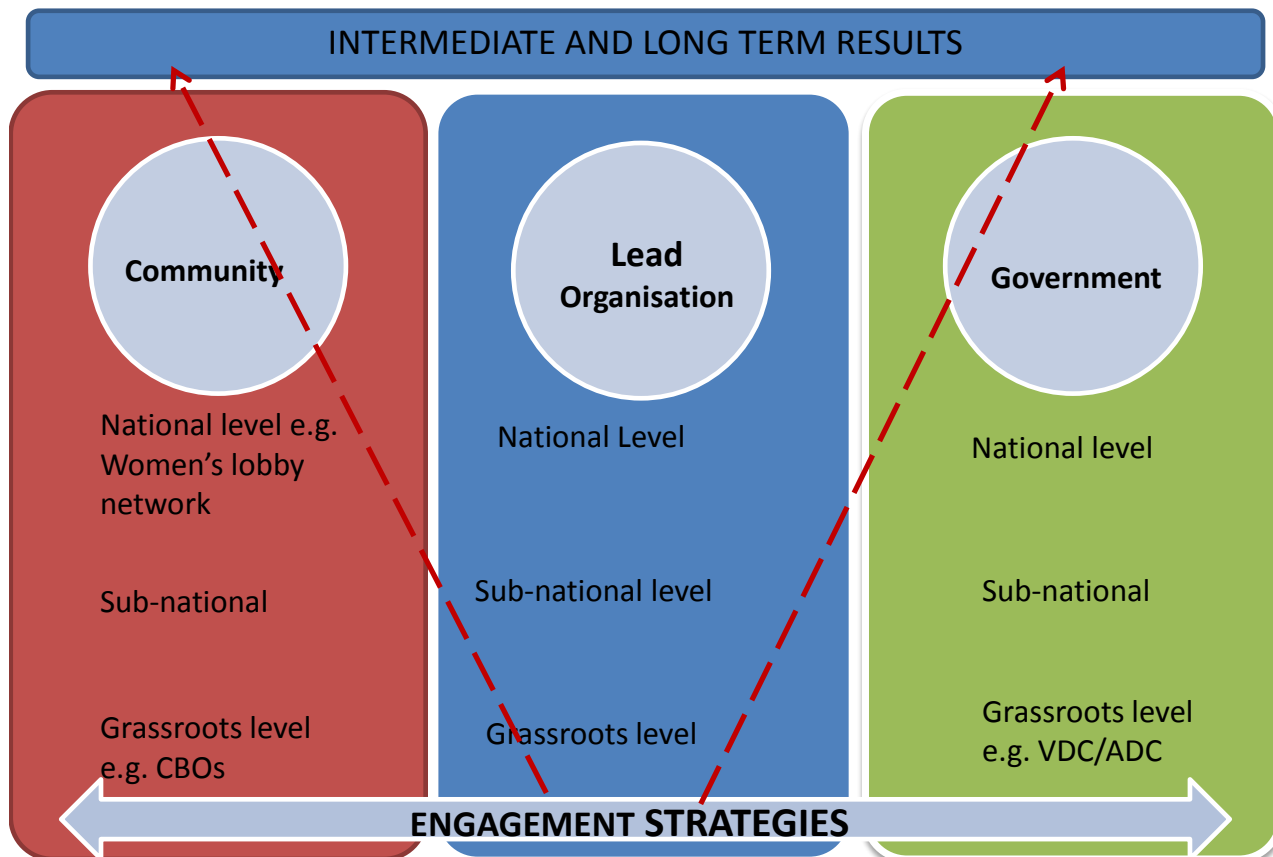 INTERMEDIATE AND LONG TERM RESULTS
Community
National level e.g.
Women’s lobby
network
Sub-national
Grassroots level
e.g. CBOs
Lead
Organisation
National Level
Sub-national level
Grassroots level
Government
National level
Sub-national
Grassroots level
e.g. VDC/ADC
ENGAGEMENT STRATEGIES